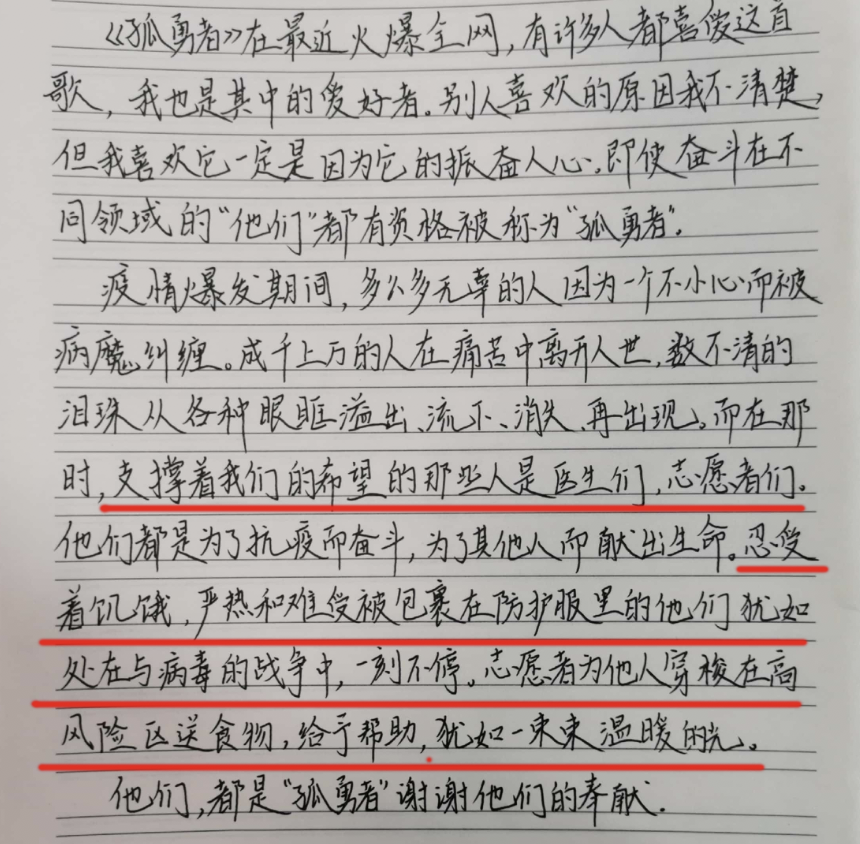 《孤勇者》在最近火爆全网，有许多人都喜爱这首
歌，我也是其中的爱好者。别人喜欢的原因我不清楚，
但我喜欢它一定是因为它的振奋人心。即使奋斗在不
同领域的“他们”都有资格被称为“孤勇者”.
疫情爆发期间，多么多无辜的人因为一个不小心而被
病魔纠缠。成千上万的人在痛苦中离开人世，数不清的
泪珠从各种眼眶溢出、流下、消失、再出现。而在那
时，支撑着我们的希望的那些人是医生们，志愿者们.
他们都是为了抗疫而奋斗，为了其他人而献出生命。忍受
着饥饿，严热和难受被包裹在防护服里的他们犹如
处在与病毒的战争中，一刻不停。志愿者为他人穿梭在高
风险区送食物，给予帮助，犹如一束束温暖的光。
他们，都是“孤勇者”谢谢他们的奉献.